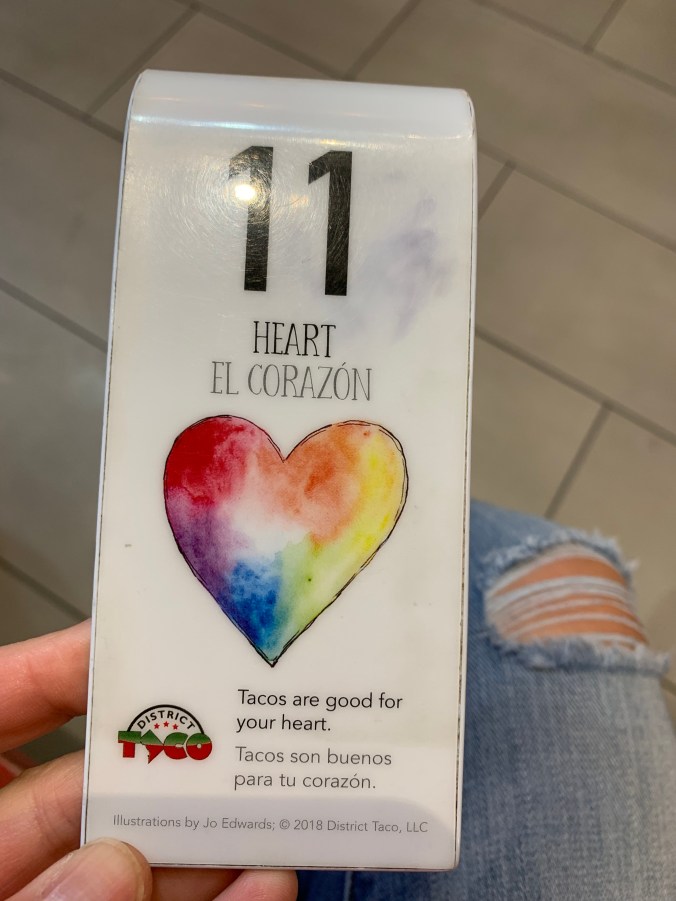 11
HEART
EL CORAZÓN
DISTRICT
TACO
Tacos are good for
your heart.
Tacos son buenos
para tu corazón.
Illustrations by Jo Edwards; © 2018 District Taco, LLC